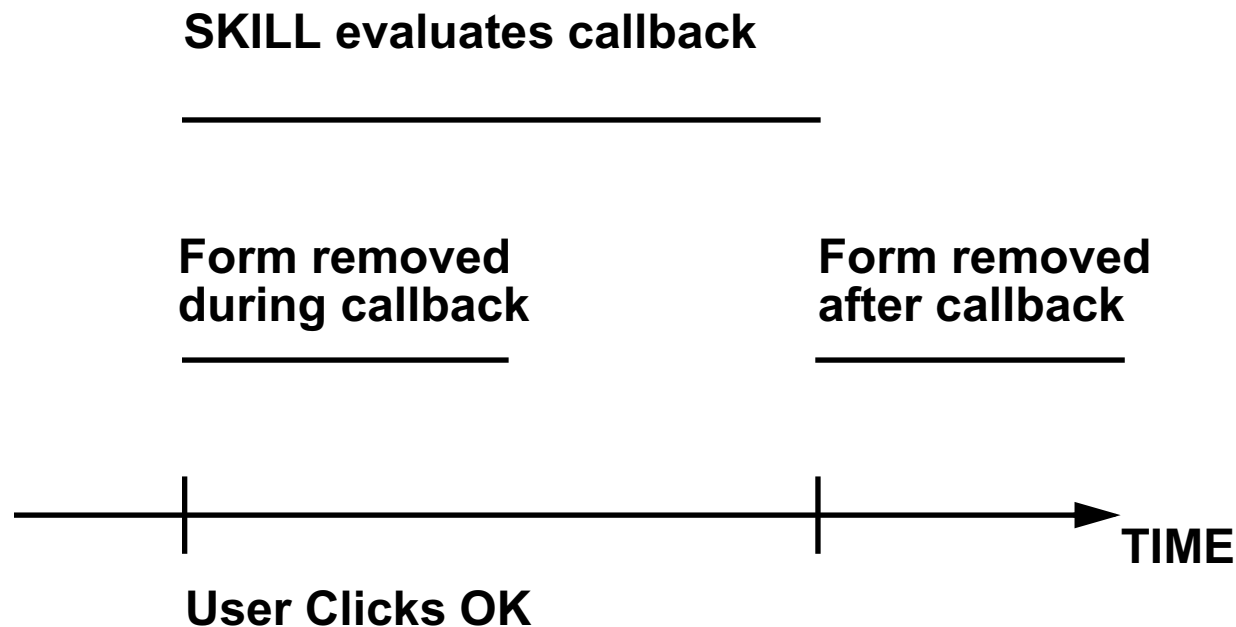 SKILL evaluates callback
Form removed
during callback
Form removed
after callback
TIME
User Clicks OK